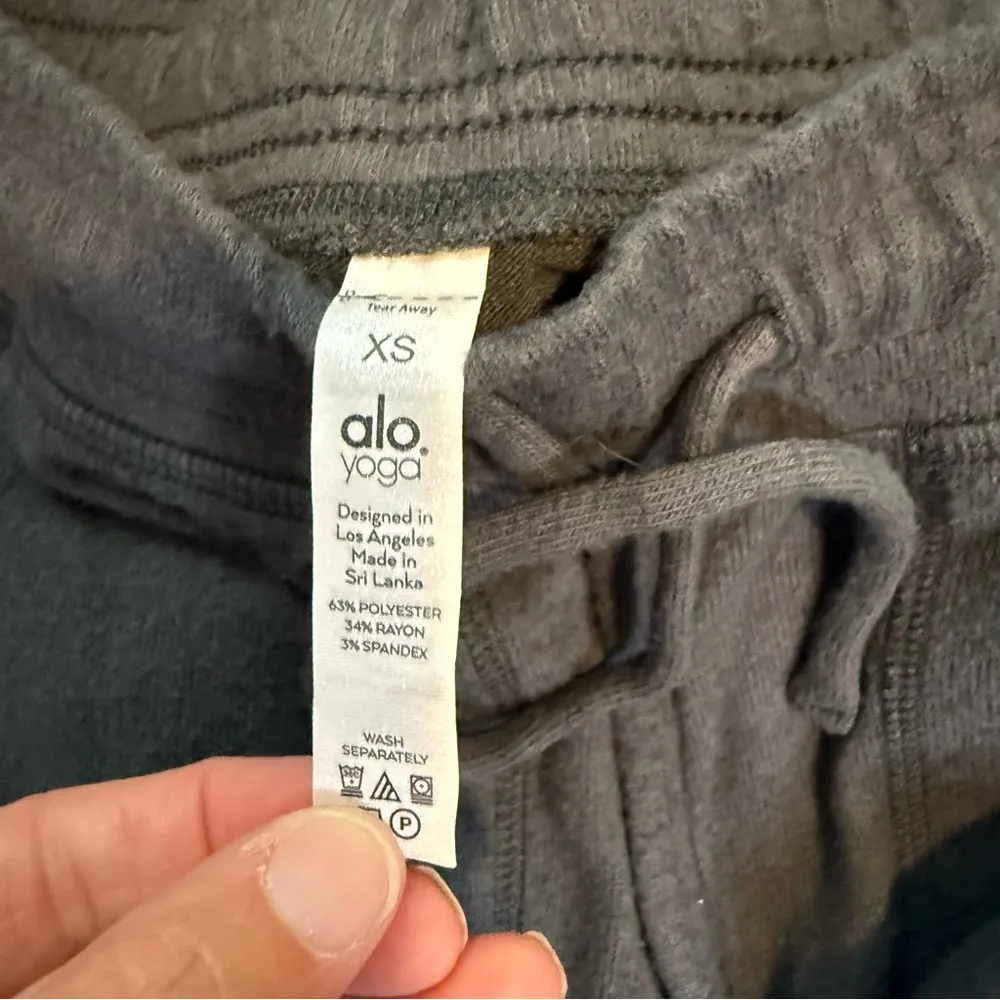 Tear Away
XS
alo.
yoga
Designed in
Los Angeles
Made in
Sri Lanka
63% POLYESTER
34% RAYON
3% SPANDEX
WASH
SEPARATELY
P